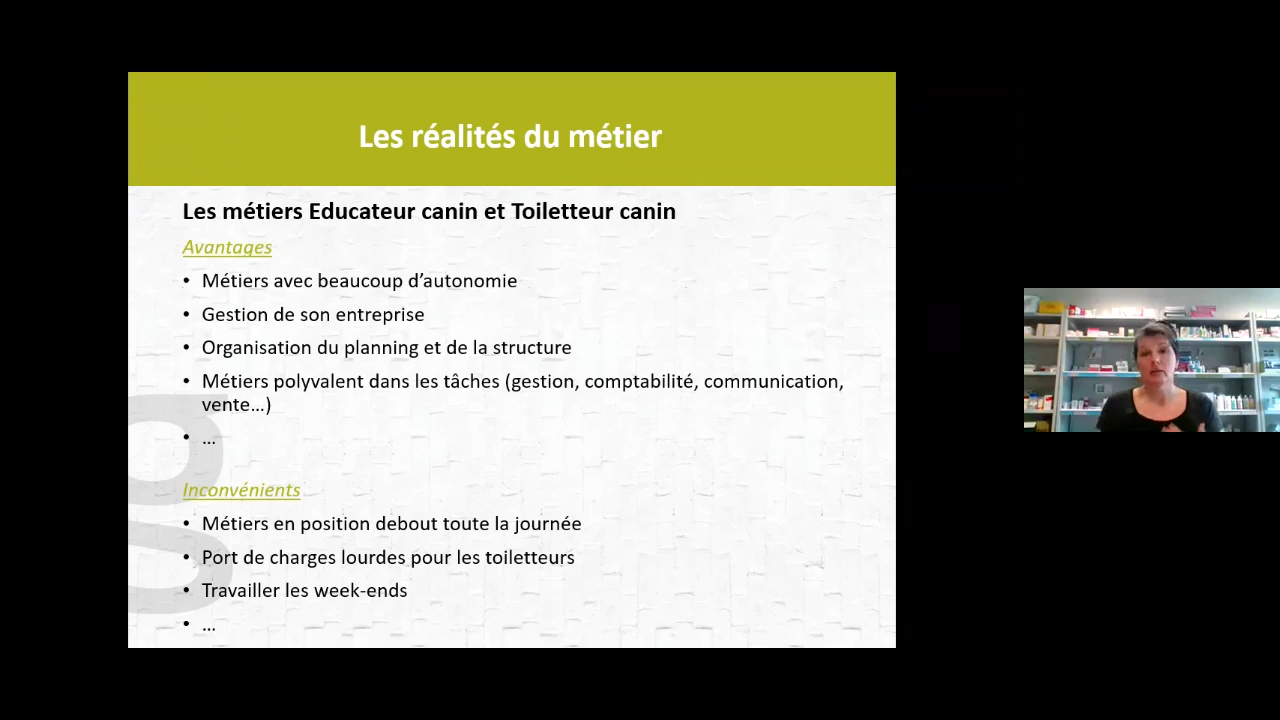 Les réalités du métier
Les métiers Educateur canin et Toiletteur canin
Avantages
• Métiers avec beaucoup d’autonomie
• Gestion de son entreprise
• Organisation du planning et de la structure
• Métiers polyvalent dans les tâches (gestion, comptabilité, communication,
vente…)
• …
Inconvénients
• Métiers en position debout toute la journée
• Port de charges lourdes pour les toiletteurs
• Travailler les week-ends
• …